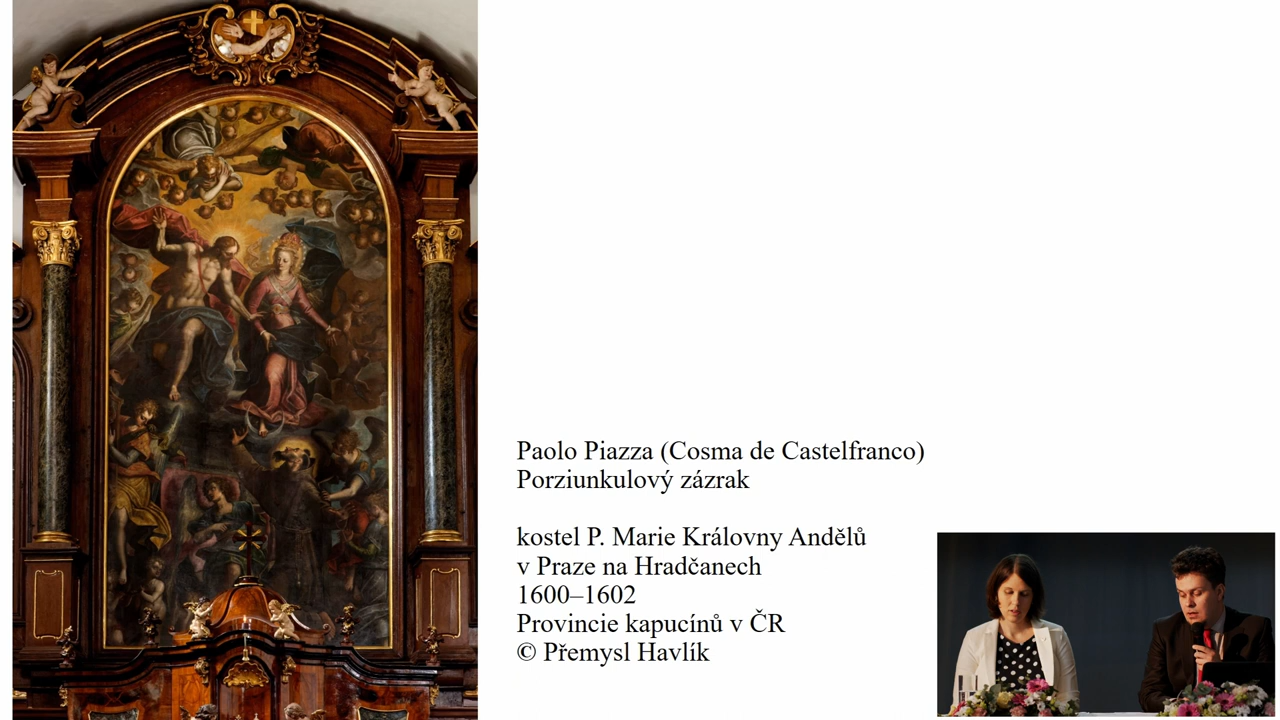 Paolo Piazza (Cosma de Castelfranco)
Porziunkulový zázrak
kostel P. Marie Královny Andělů
v Praze na Hradčanech
1600–1602
Provincie kapucínů v ČR
© Přemysl Havlík